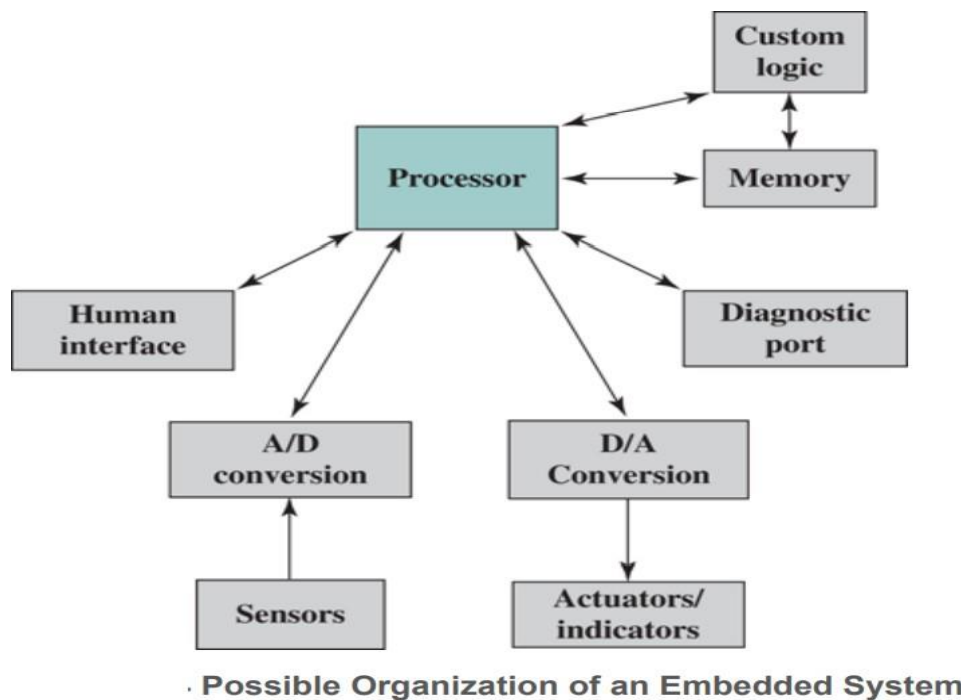 Custom
logic
Processor
Memory
Human
interface
Diagnostic
port
A/D
conversion
D/A
Conversion
Sensors
Actuators/
indicators
· Possible Organization of an Embedded System